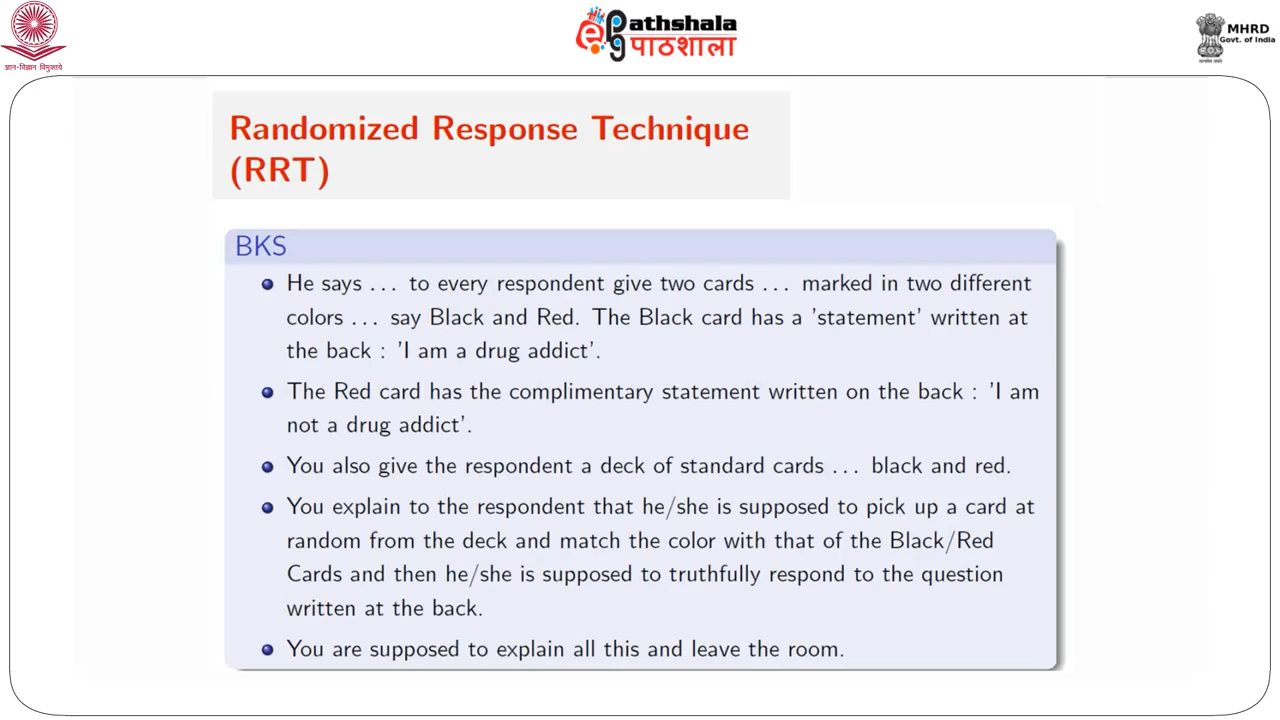 ज्ञान-विज्ञान विमुक्तये
e
pg
Pathshala
पाठशाला
MHRD
Govt. of India
सत्यमेव जयते
Randomized Response Technique
(RRT)
BKS
He says ... to every respondent give two cards ... marked in two different
colors ... say Black and Red. The Black card has a 'statement' written at
the back : 'I am a drug addict'.
The Red card has the complimentary statement written on the back : 'I am
not a drug addict'.
You also give the respondent a deck of standard cards ... black and red.
You explain to the respondent that he/she is supposed to pick up a card at
random from the deck and match the color with that of the Black/Red
Cards and then he/she is supposed to truthfully respond to the question
written at the back.
You are supposed to explain all this and leave the room.